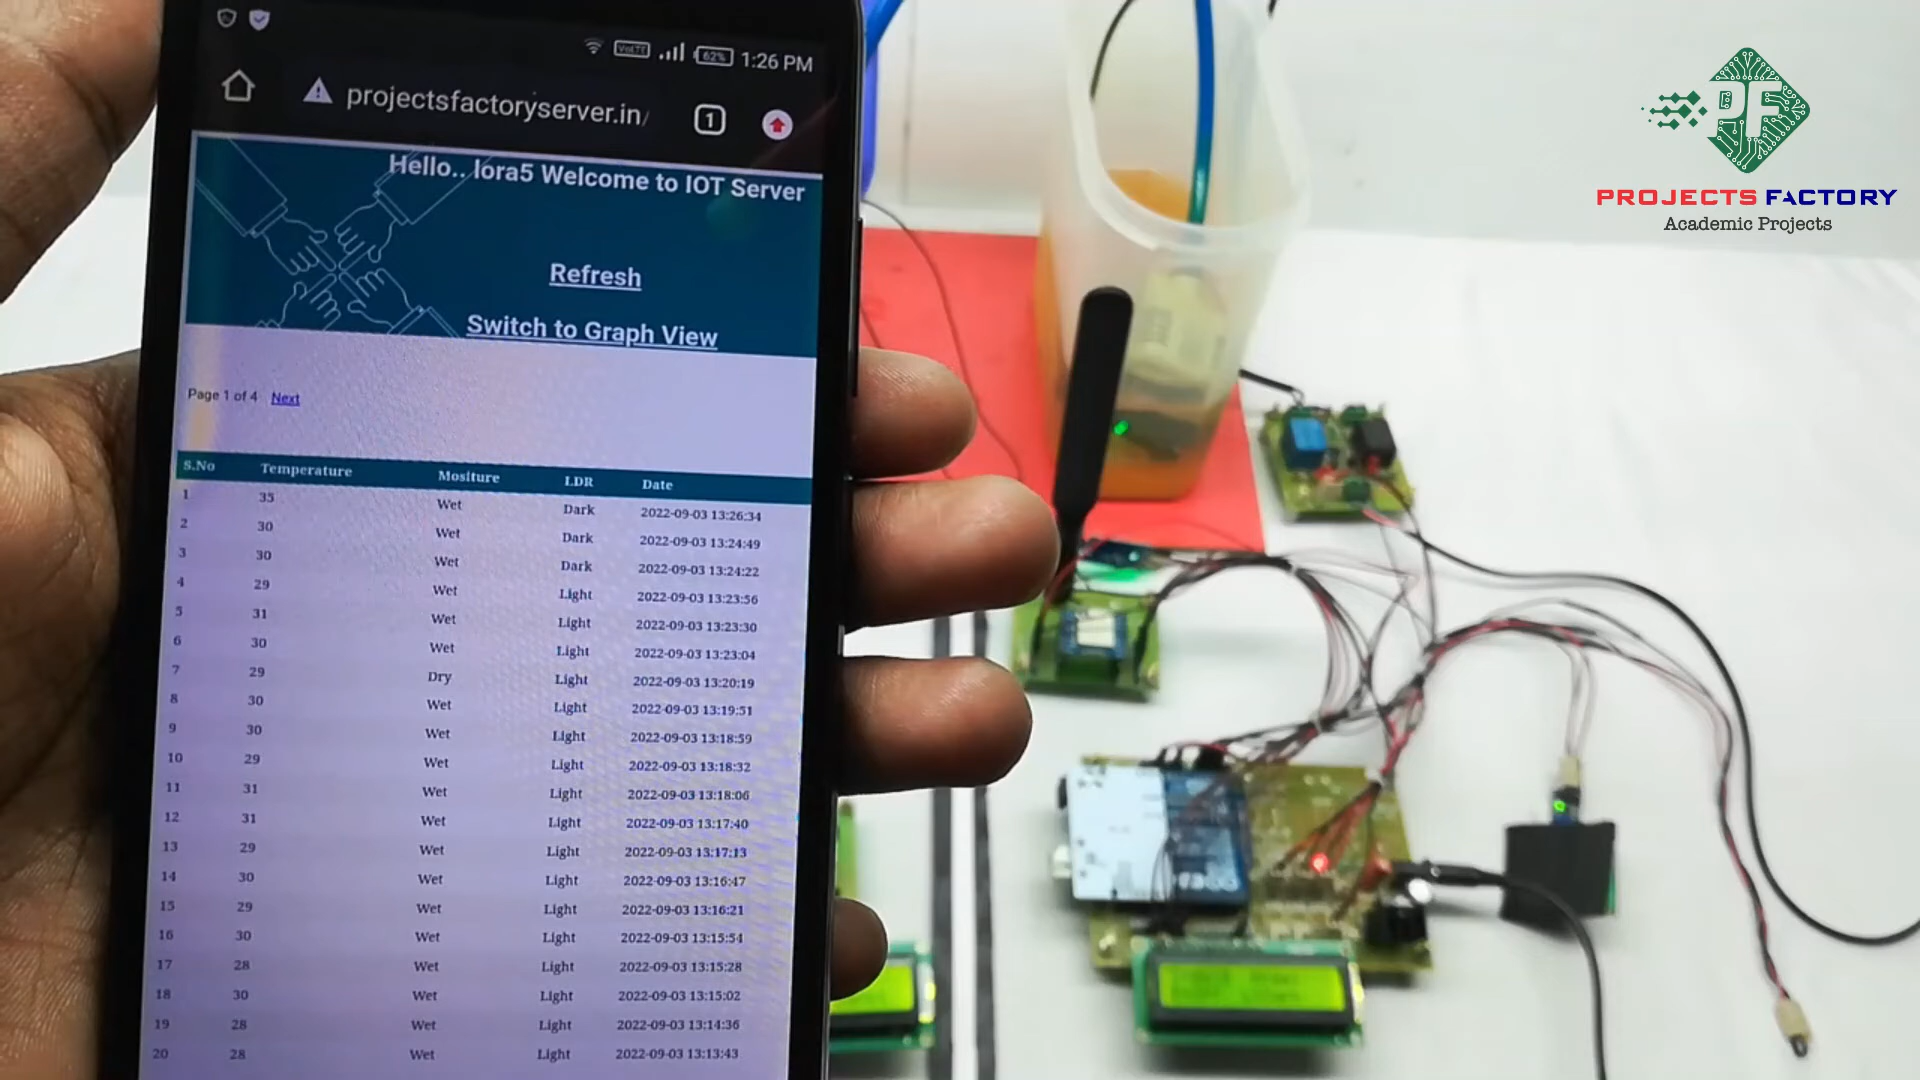 VoLTE 62% 1:26 PM
projectsfactoryserver.in/
1
Hello.. lora5 Welcome to IOT Server
Refresh
Switch to Graph View
Page 1 of 4 Next
S.No Temperature Mositure LDR Date
1 35 Wet Dark 2022-09-03 13:26:34
2 30 Wet Dark 2022-09-03 13:24:49
3 30 Wet Dark 2022-09-03 13:24:22
4 29 Wet Light 2022-09-03 13:23:56
5 31 Wet Light 2022-09-03 13:23:30
6 30 Wet Light 2022-09-03 13:23:04
7 29 Dry Light 2022-09-03 13:20:19
8 30 Wet Light 2022-09-03 13:19:51
9 30 Wet Light 2022-09-03 13:18:59
10 29 Wet Light 2022-09-03 13:18:32
11 31 Wet Light 2022-09-03 13:18:06
12 31 Wet Light 2022-09-03 13:17:40
13 29 Wet Light 2022-09-03 13:17:13
14 30 Wet Light 2022-09-03 13:16:47
15 29 Wet Light 2022-09-03 13:16:21
16 30 Wet Light 2022-09-03 13:15:54
17 28 Wet Light 2022-09-03 13:15:28
18 30 Wet Light 2022-09-03 13:15:02
19 28 Wet Light 2022-09-03 13:14:36
20 28 Wet Light 2022-09-03 13:13:43
PF
PROJECTS FACTORY
Academic Projects